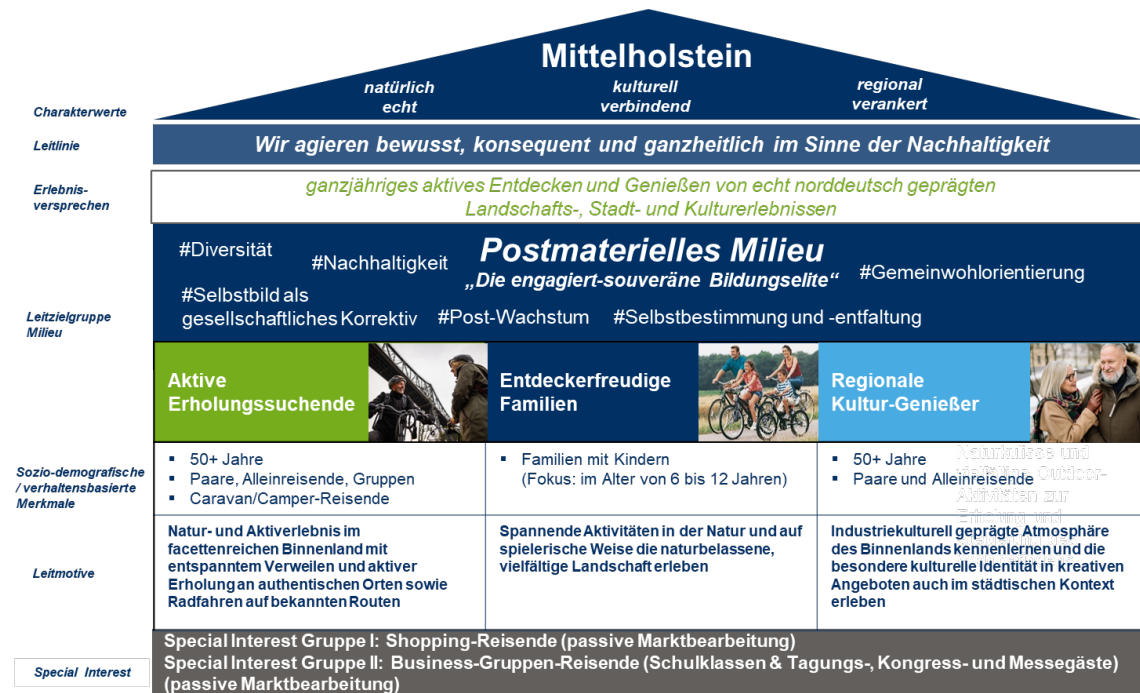 Mittelholstein
natürlich
echt
kulturell
verbindend
regional
verankert
Charakterwerte
Leitlinie
Wir agieren bewusst, konsequent und ganzheitlich im Sinne der Nachhaltigkeit
Erlebnis-
versprechen
ganzjähriges aktives Entdecken und Genießen von echt norddeutsch geprägten
Landschafts-, Stadt- und Kulturerlebnissen
Leitzielgruppe
Milieu
Postmaterielles Milieu
„Die engagiert-souveräne Bildungselite“
#Diversität
#Nachhaltigkeit
#Gemeinwohlorientierung
#Selbstbild als
gesellschaftliches Korrektiv
#Post-Wachstum
#Selbstbestimmung und -entfaltung
Aktive
Erholungssuchende
Entdeckerfreudige
Familien
Regionale
Kultur-Genießer
Sozio-demografische
/ verhaltensbasierte
Merkmale
▪ 50+ Jahre
▪ Paare, Alleinreisende, Gruppen
▪ Caravan/Camper-Reisende
▪ Familien mit Kindern
(Fokus: im Alter von 6 bis 12 Jahren)
▪ 50+ Jahre
▪ Paare und Alleinreisende
Naturkulisse und
vielfältige Outdoor-
Aktivitäten zur
Erholung und
Leitmotive
Natur- und Aktiverlebnis im
facettenreichen Binnenland mit
entspanntem Verweilen und aktiver
Erholung an authentischen Orten sowie
Radfahren auf bekannten Routen
Spannende Aktivitäten in der Natur und auf
spielerische Weise die naturbelassene,
vielfältige Landschaft erleben
Industriekulturell geprägte Atmosphäre
des Binnenlands kennenlernen und die
besondere kulturelle Identität in kreativen
Angeboten auch im städtischen Kontext
erleben
Special Interest
Special Interest Gruppe I: Shopping-Reisende (passive Marktbearbeitung)
Special Interest Gruppe II: Business-Gruppen-Reisende (Schulklassen & Tagungs-, Kongress- und Messegäste)
(passive Marktbearbeitung)